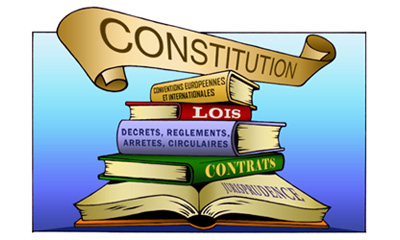 CONSTITUTION
CONVENTIONS EUROPEENNES
ET INTERNATIONALES
LOIS
DECRETS, REGLEMENTS,
ARRETES, CIRCULAIRES
CONTRATS
JURISPRUDENCE